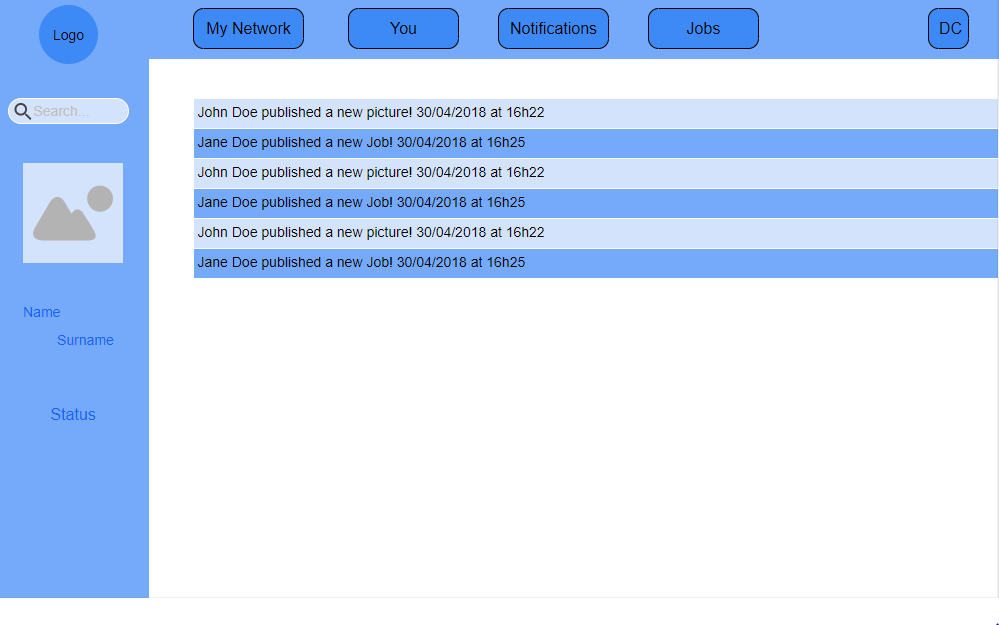 Logo
My Network
You
Notifications
Jobs
DC
Search...
John Doe published a new picture! 30/04/2018 at 16h22
Jane Doe published a new Job! 30/04/2018 at 16h25
John Doe published a new picture! 30/04/2018 at 16h22
Jane Doe published a new Job! 30/04/2018 at 16h25
John Doe published a new picture! 30/04/2018 at 16h22
Jane Doe published a new Job! 30/04/2018 at 16h25
Name
Surname
Status